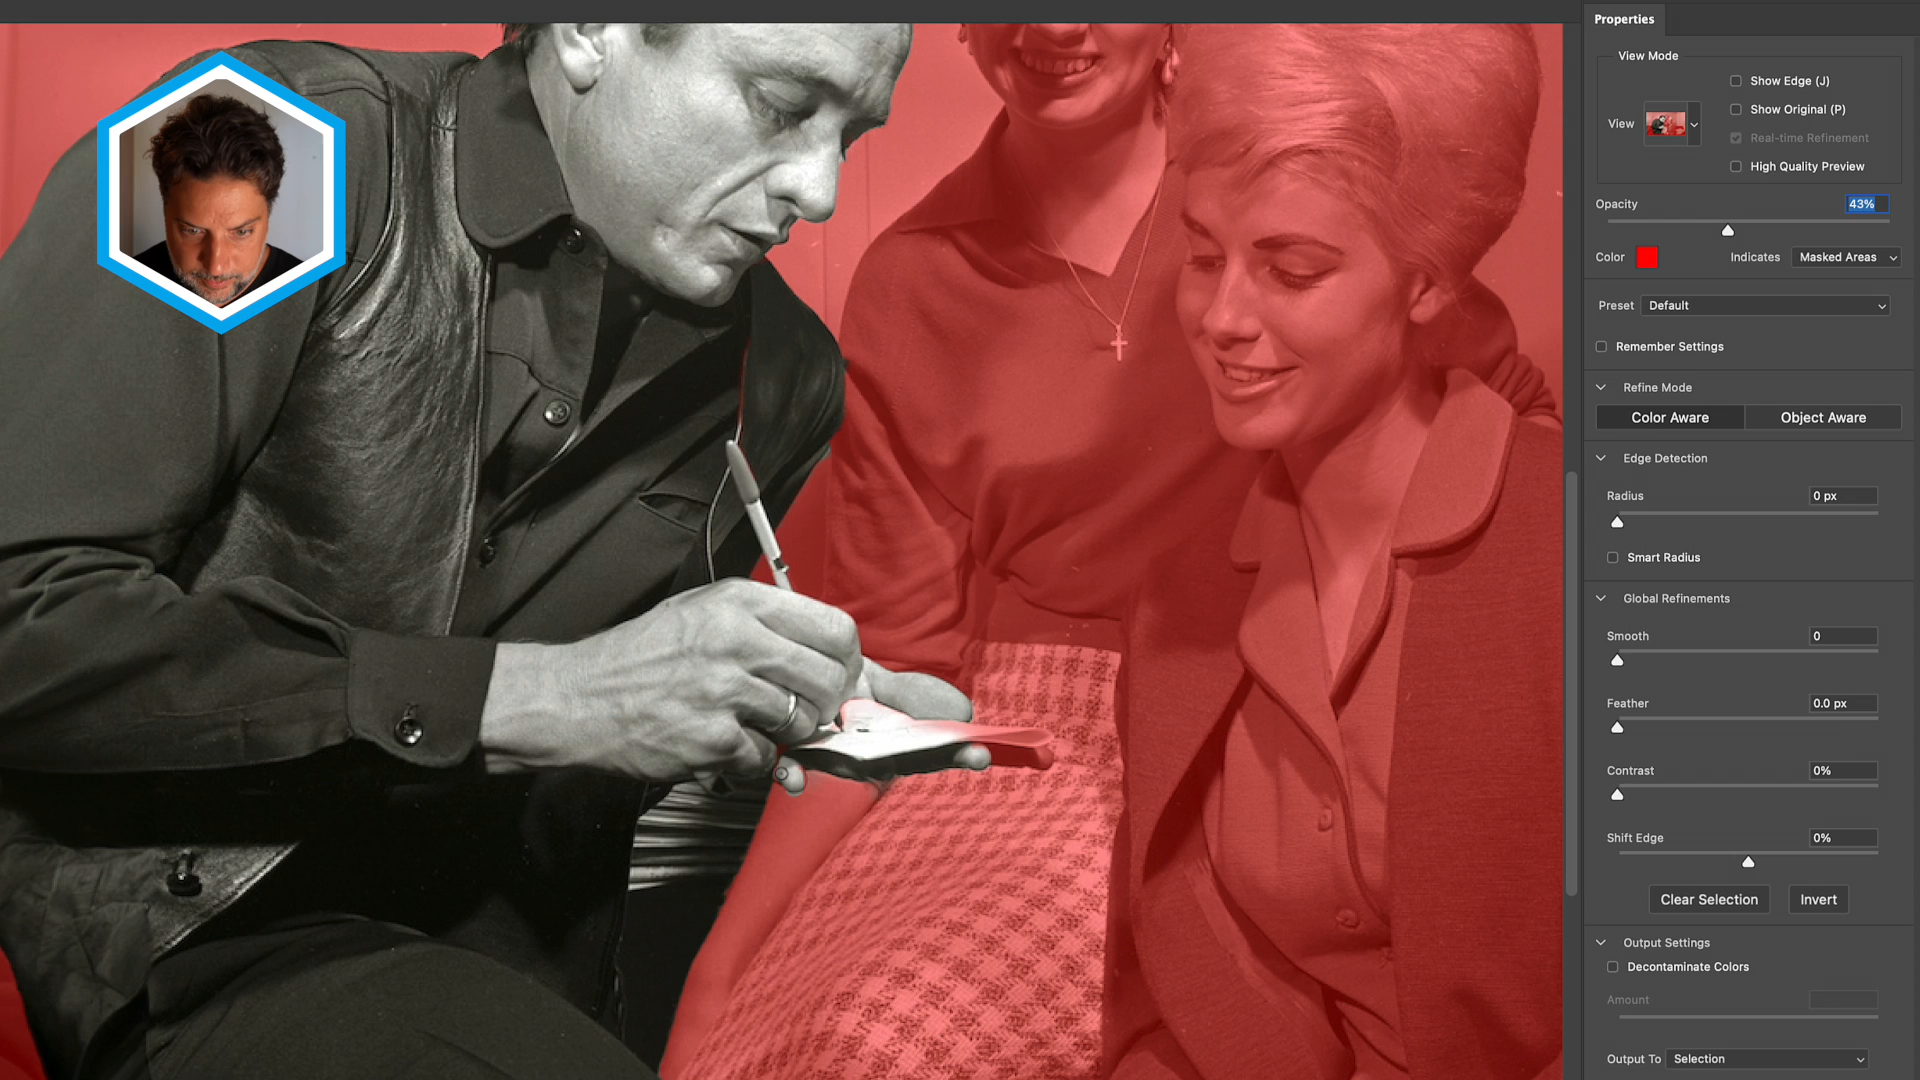 Properties
View Mode
Show Edge (J)
Show Original (P)
View
Real-time Refinement
High Quality Preview
Opacity 43%
Color Indicates Masked Areas
Preset Default
Remember Settings
Refine Mode
Color Aware Object Aware
Edge Detection
Radius 0 px
Smart Radius
Global Refinements
Smooth 0
Feather 0.0 px
Contrast 0%
Shift Edge 0%
Clear Selection Invert
Output Settings
Decontaminate Colors
Amount
Output To Selection